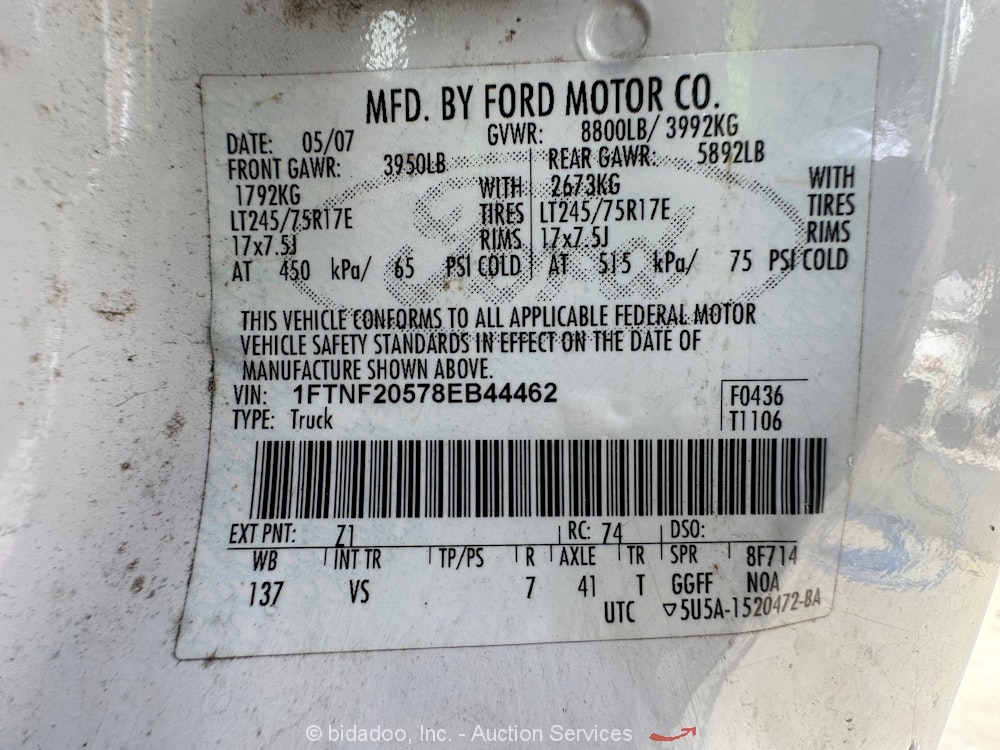 MFD. BY FORD MOTOR CO.
DATE: 05/07 GVWR: 8800LB/ 3992KG
FRONT GAWR: 3950LB REAR GAWR: 5892LB
1792KG WITH 2673KG WITH
LT245/75R17E TIRES LT245/75R17E TIRES
17x7.5J RIMS 17x7.5J RIMS
AT 450 kPa/ 65 PSI COLD AT 515 kPa/ 75 PSI COLD
Ford
THIS VEHICLE CONFORMS TO ALL APPLICABLE FEDERAL MOTOR
VEHICLE SAFETY STANDARDS IN EFFECT ON THE DATE OF
MANUFACTURE SHOWN ABOVE.
VIN: 1FTNF20578EB44462 F0436
TYPE: Truck T1106
EXT PNT: Z1 RC: 74 DSO:
WB INT TR TP/PS R AXLE TR SPR 8F714
137 VS 7 41 T GGFF NOA
UTC ▽5U5A-1520472-BA
© bidadoo, Inc. - Auction Services